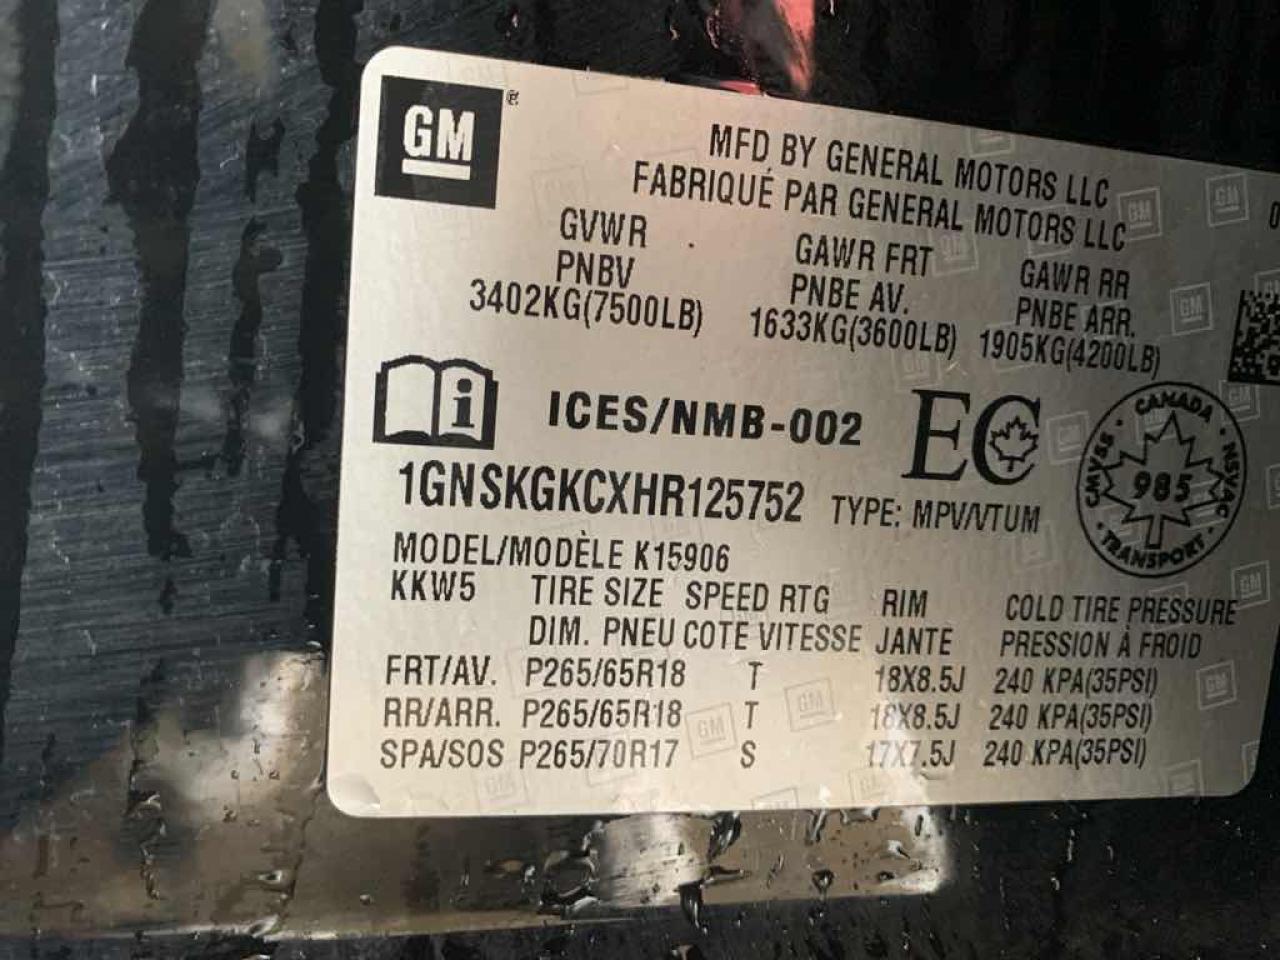 GM
MFD BY GENERAL MOTORS LLC
FABRIQUÉ PAR GENERAL MOTORS LLC
GVWR GAWR FRT GAWR RR
PNBV PNBE AV. PNBE ARR.
3402KG(7500LB) 1633KG(3600LB) 1905KG(4200LB)
i ICES/NMB-002 EC
CANADA · NSVAC · TRANSPORT · CMVSS ·
985
1GNSKGKCXHR125752 TYPE: MPV/VTUM
MODEL/MODÈLE K15906
KKW5 TIRE SIZE SPEED RTG RIM COLD TIRE PRESSURE
DIM. PNEU COTE VITESSE JANTE PRESSION À FROID
FRT/AV. P265/65R18 T 18X8.5J 240 KPA(35PSI)
RR/ARR. P265/65R18 T 18X8.5J 240 KPA(35PSI)
SPA/SOS P265/70R17 S 17X7.5J 240 KPA(35PSI)